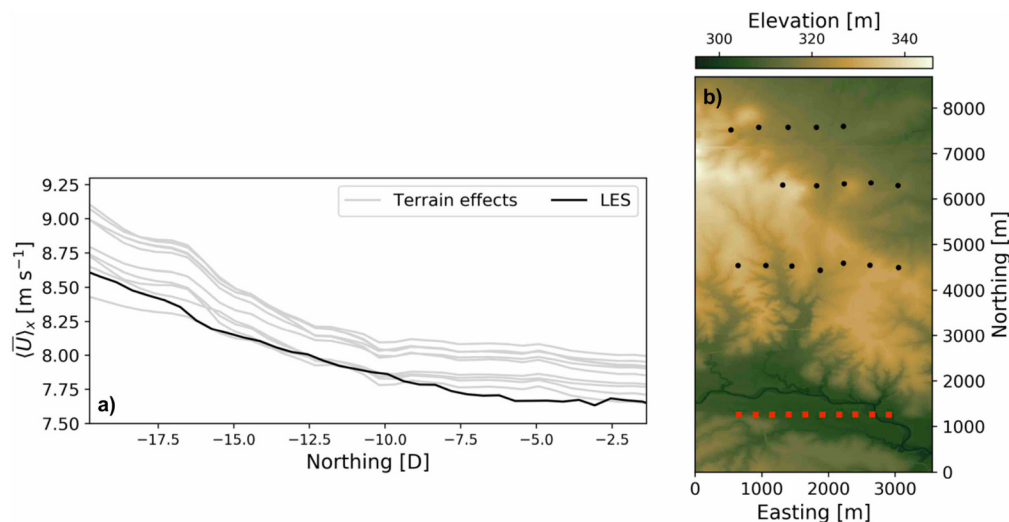 Elevation [m]
300 320 340
b)
8000
7000
6000
5000
4000
3000
2000
1000
0
Northing [m]
0 1000 2000 3000
Easting [m]
9.25
9.00
8.75
8.50
8.25
8.00
7.75
7.50
⟨U̅⟩ₓ [m s⁻¹]
Terrain effects LES
a)
−17.5 −15.0 −12.5 −10.0 −7.5 −5.0 −2.5
Northing [D]